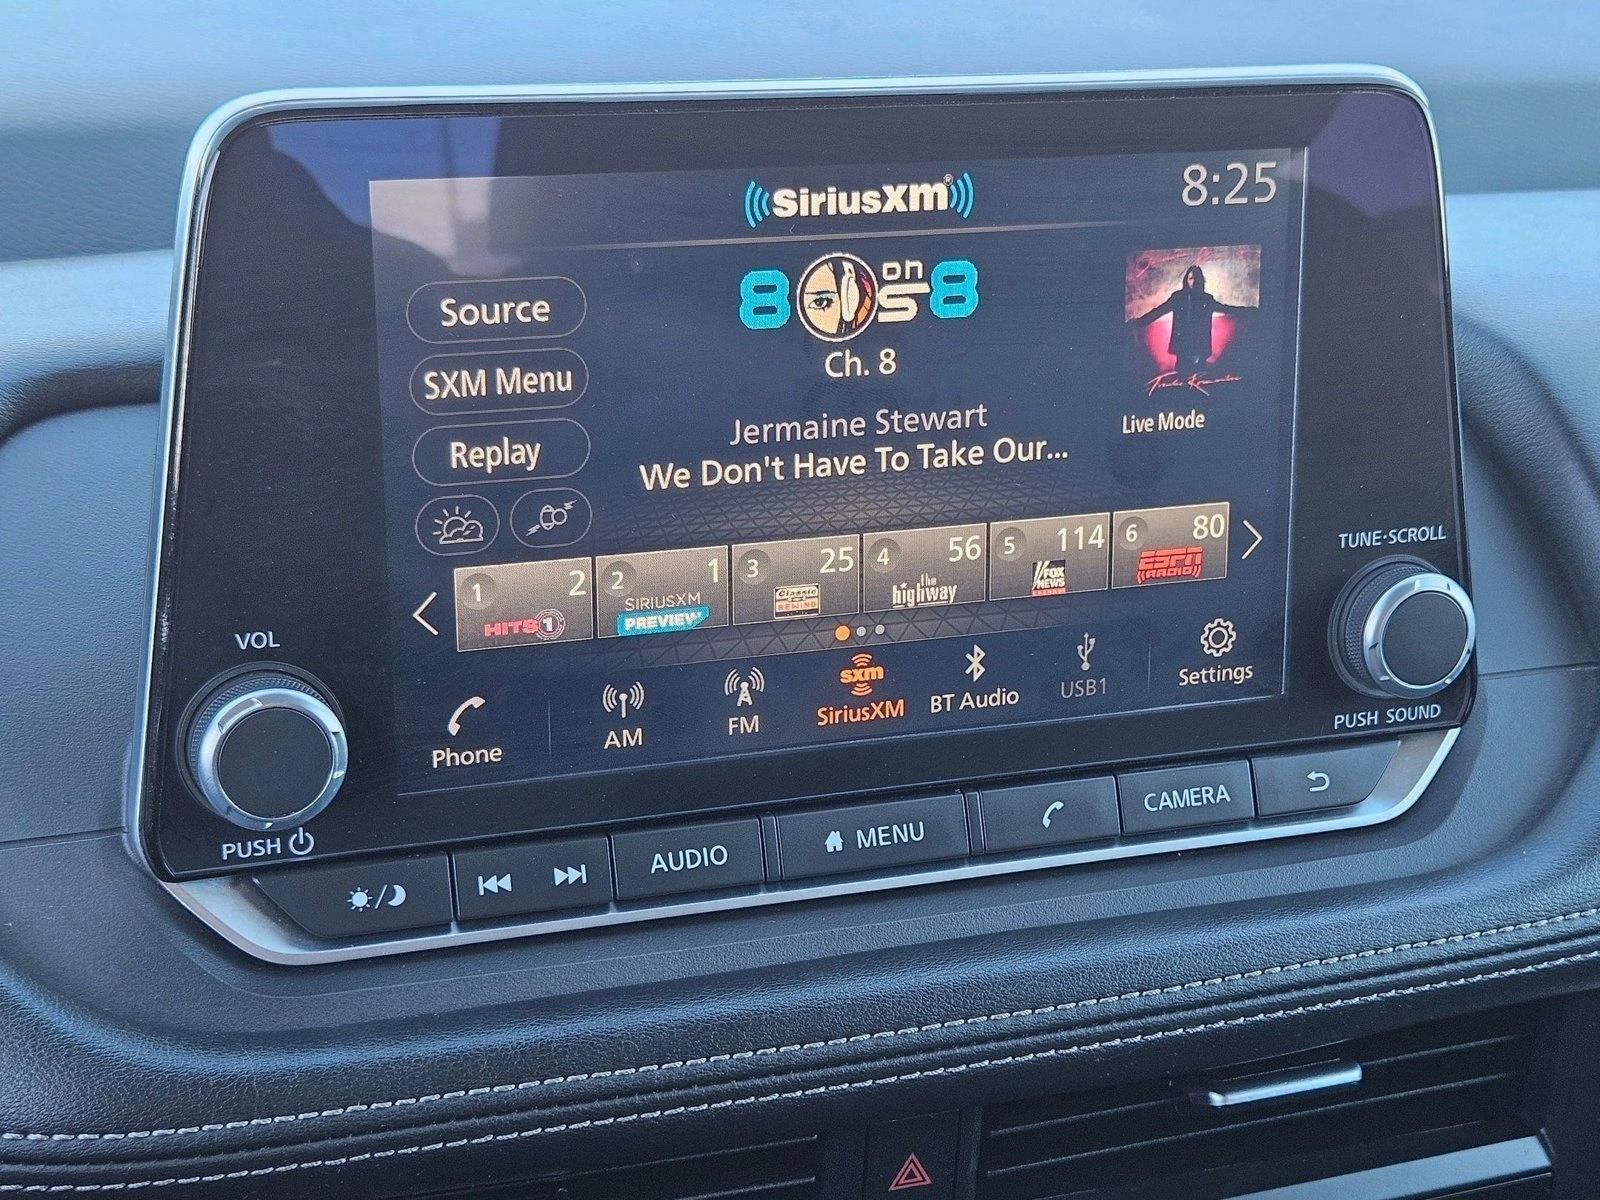 SiriusXM®
8:25
80s on 8
Ch. 8
Source
SXM Menu
Replay
Jermaine Stewart
We Don't Have To Take Our...
Live Mode
1 2 HITS 1
2 1 SIRIUSXM PREVIEW
3 25 Classic REWIND
4 56 the highway
5 114 FOX NEWS
6 80 ESPN RADIO
Phone
AM
FM
sxm
SiriusXM
BT Audio
USB1
Settings
VOL
PUSH
TUNE·SCROLL
PUSH SOUND
AUDIO
MENU
CAMERA